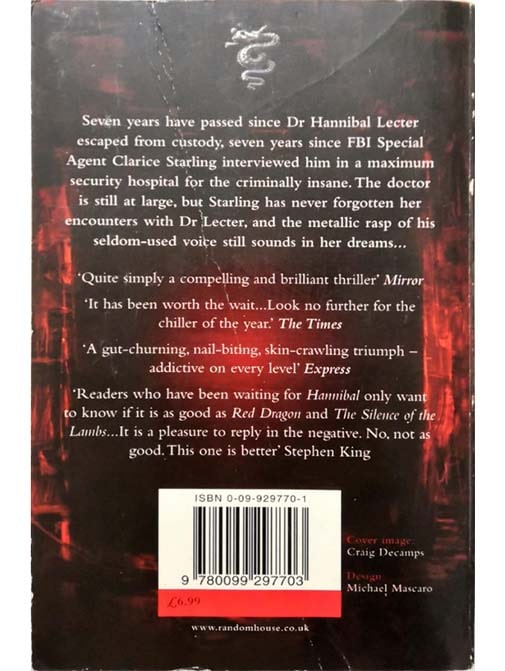 Seven years have passed since Dr Hannibal Lecter
escaped from custody, seven years since FBI Special
Agent Clarice Starling interviewed him in a maximum
security hospital for the criminally insane. The doctor
is still at large, but Starling has never forgotten her
encounters with Dr Lecter, and the metallic rasp of his
seldom-used voice still sounds in her dreams...
‘Quite simply a compelling and brilliant thriller’ Mirror
‘It has been worth the wait...Look no further for the
chiller of the year.’ The Times
‘A gut-churning, nail-biting, skin-crawling triumph –
addictive on every level’ Express
‘Readers who have been waiting for Hannibal only want
to know if it is as good as Red Dragon and The Silence of the
Lambs...It is a pleasure to reply in the negative. No, not as
good. This one is better’ Stephen King
ISBN 0-09-929770-1
9 780099 297703
£6.99
Cover image:
Craig Decamps
Design:
Michael Mascaro
www.randomhouse.co.uk